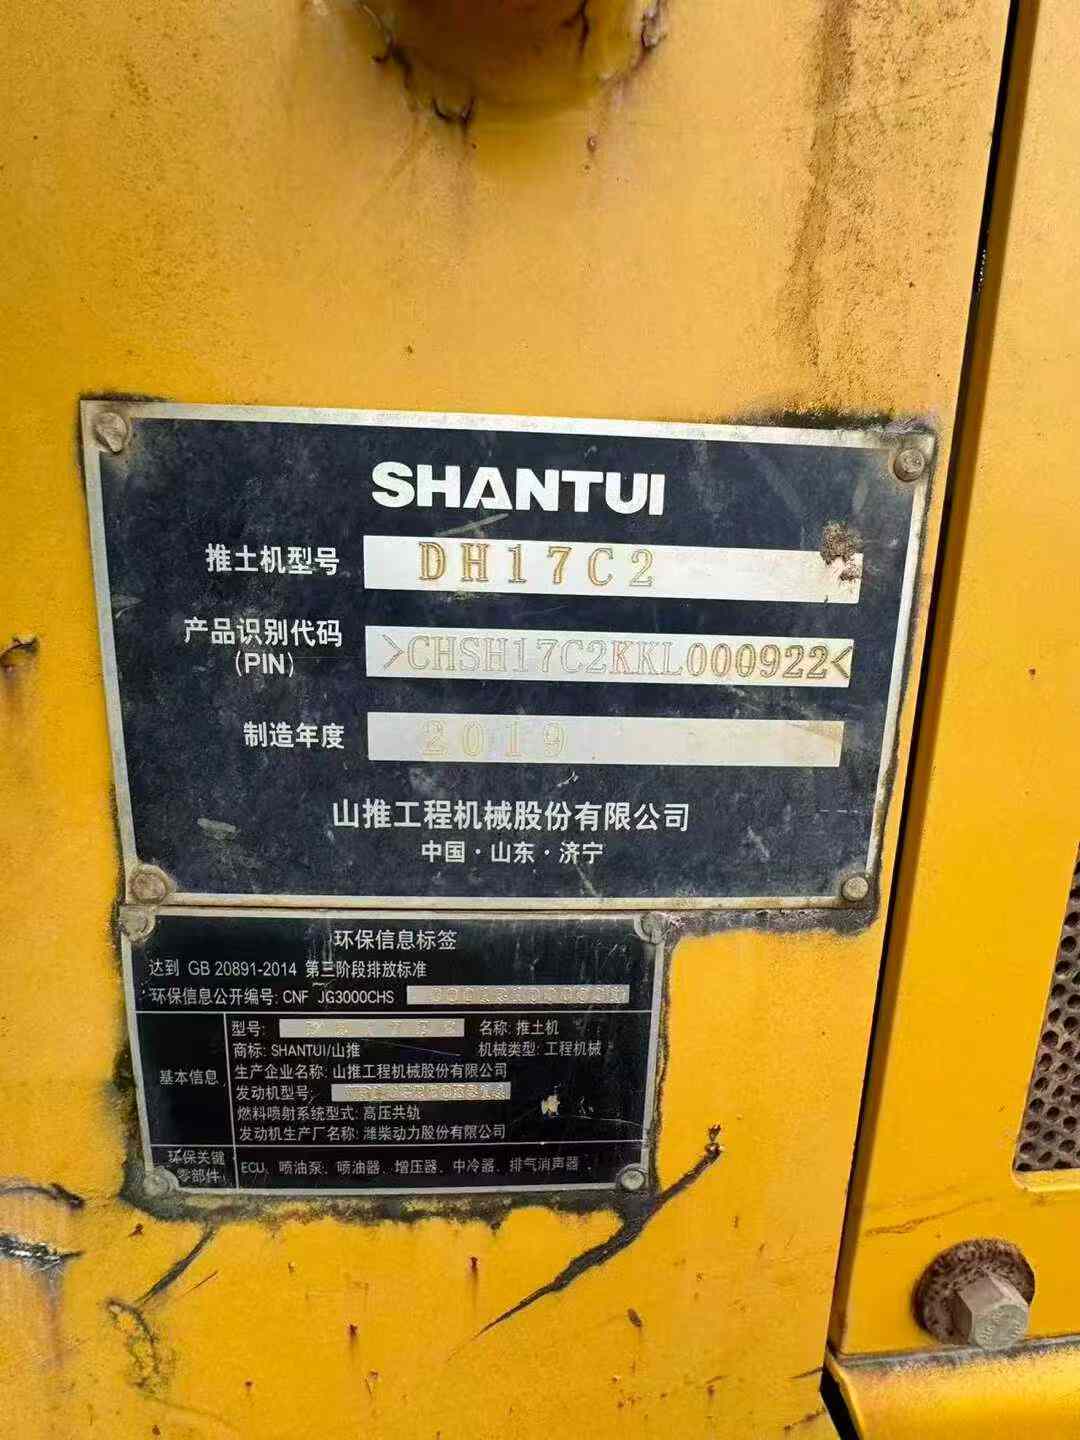 SHANTUI
推土机型号 DH17C2
产品识别代码 >CHSH17C2KKL000922<
(PIN)
制造年度 2019
山推工程机械股份有限公司
中国·山东·济宁
环保信息标签
达到 GB 20891-2014 第三阶段排放标准
环保信息公开编号: CNF JG3000CHS
型号: 名称: 推土机
商标: SHANTUI/山推 机械类型: 工程机械
基本信息 生产企业名称: 山推工程机械股份有限公司
发动机型号:
燃料喷射系统型式: 高压共轨
发动机生产厂名称: 潍柴动力股份有限公司
环保关键零部件 ECU、喷油泵、喷油器、增压器、中冷器、排气消声器、